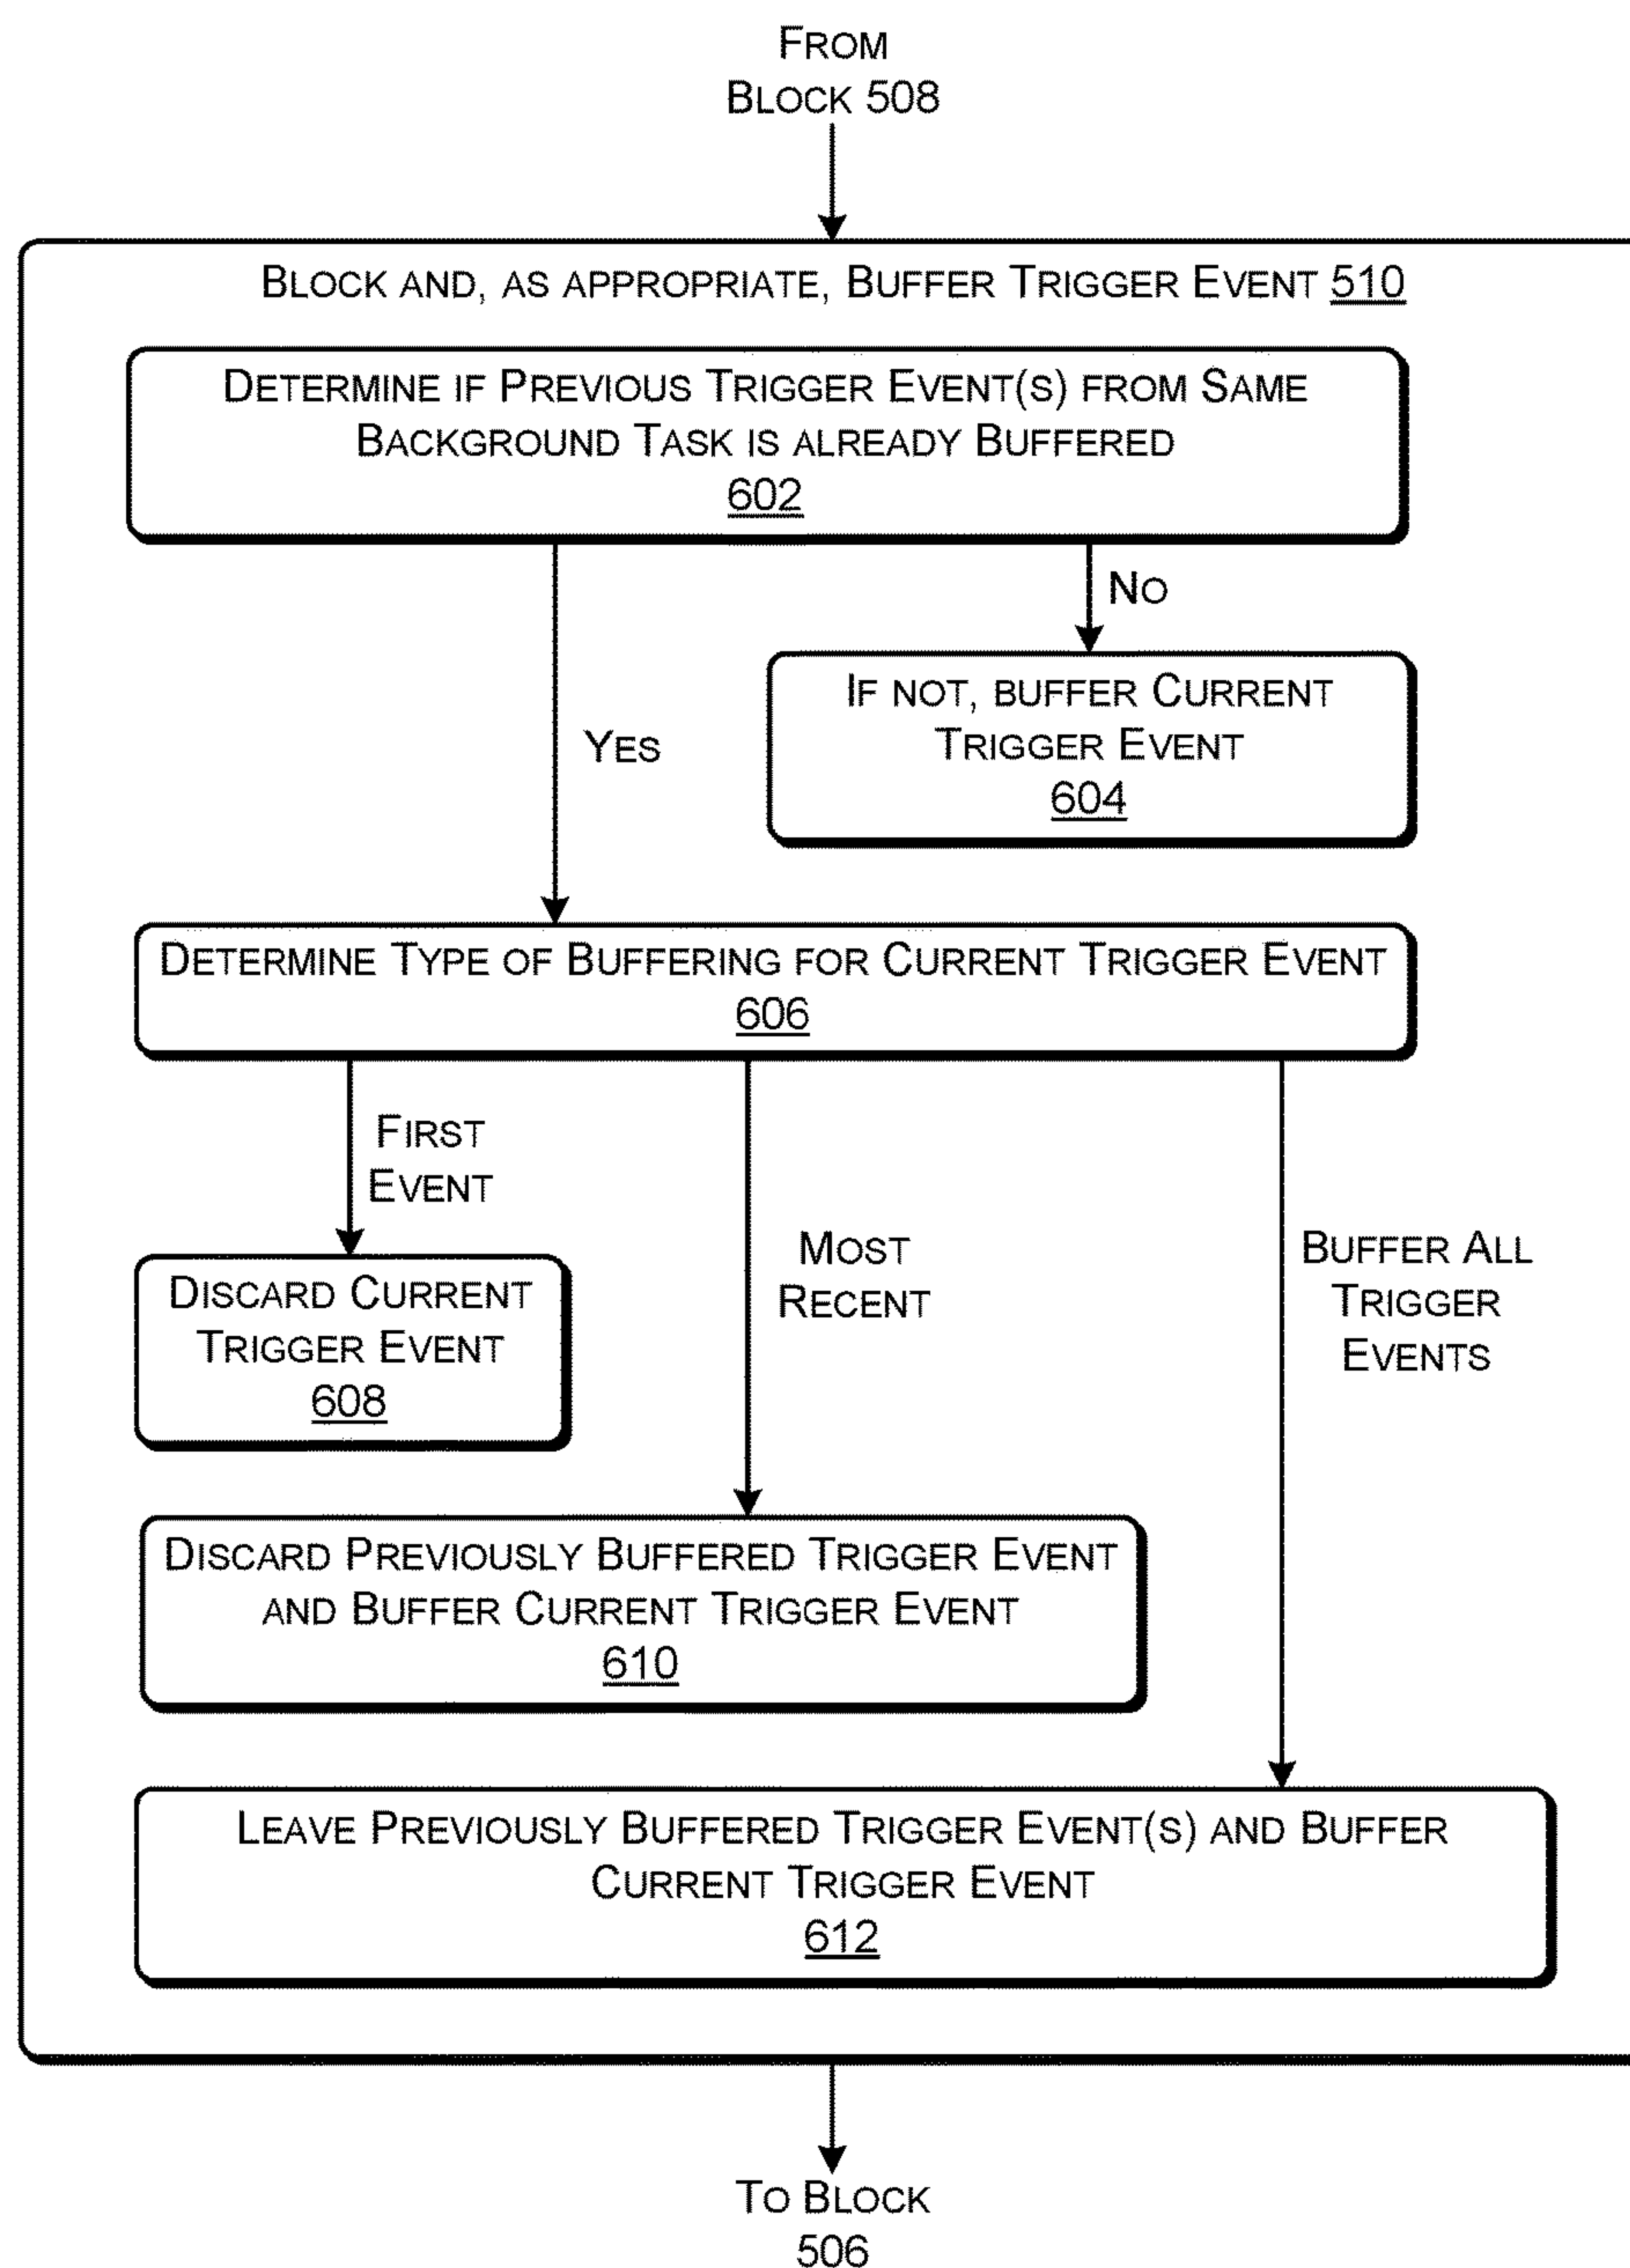 FROM
BLOCK 508
BLOCK AND, AS APPROPRIATE, BUFFER TRIGGER EVENT 510
DETERMINE IF PREVIOUS TRIGGER EVENT(S) FROM SAME
BACKGROUND TASK IS ALREADY BUFFERED
602
NO
IF NOT, BUFFER CURRENT
TRIGGER EVENT
604
YES
DETERMINE TYPE OF BUFFERING FOR CURRENT TRIGGER EVENT
606
FIRST
EVENT
MOST
RECENT
BUFFER ALL
TRIGGER
EVENTS
DISCARD CURRENT
TRIGGER EVENT
608
DISCARD PREVIOUSLY BUFFERED TRIGGER EVENT
AND BUFFER CURRENT TRIGGER EVENT
610
LEAVE PREVIOUSLY BUFFERED TRIGGER EVENT(S) AND BUFFER
CURRENT TRIGGER EVENT
612
TO BLOCK
506